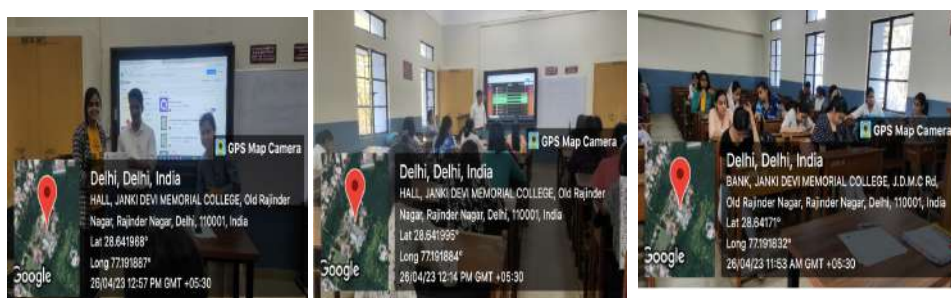 GPS Map Camera
Delhi, Delhi, India
HALL, JANKI DEVI MEMORIAL COLLEGE, Old Rajinder
Nagar, Rajinder Nagar, Delhi, 110001, India
Lat 28.641968°
Long 77.191887°
26/04/23 12:57 PM GMT +05:30
Google
GPS Map Camera
Delhi, Delhi, India
HALL, JANKI DEVI MEMORIAL COLLEGE, Old Rajinder
Nagar, Rajinder Nagar, Delhi, 110001, India
Lat 28.641995°
Long 77.191884°
26/04/23 12:14 PM GMT +05:30
Google
GPS Map Camera
Delhi, Delhi, India
BANK, JANKI DEVI MEMORIAL COLLEGE, J.D.M.C Rd,
Old Rajinder Nagar, Rajinder Nagar, Delhi, 110001, India
Lat 28.64171°
Long 77.191832°
26/04/23 11:53 AM GMT +05:30
Google